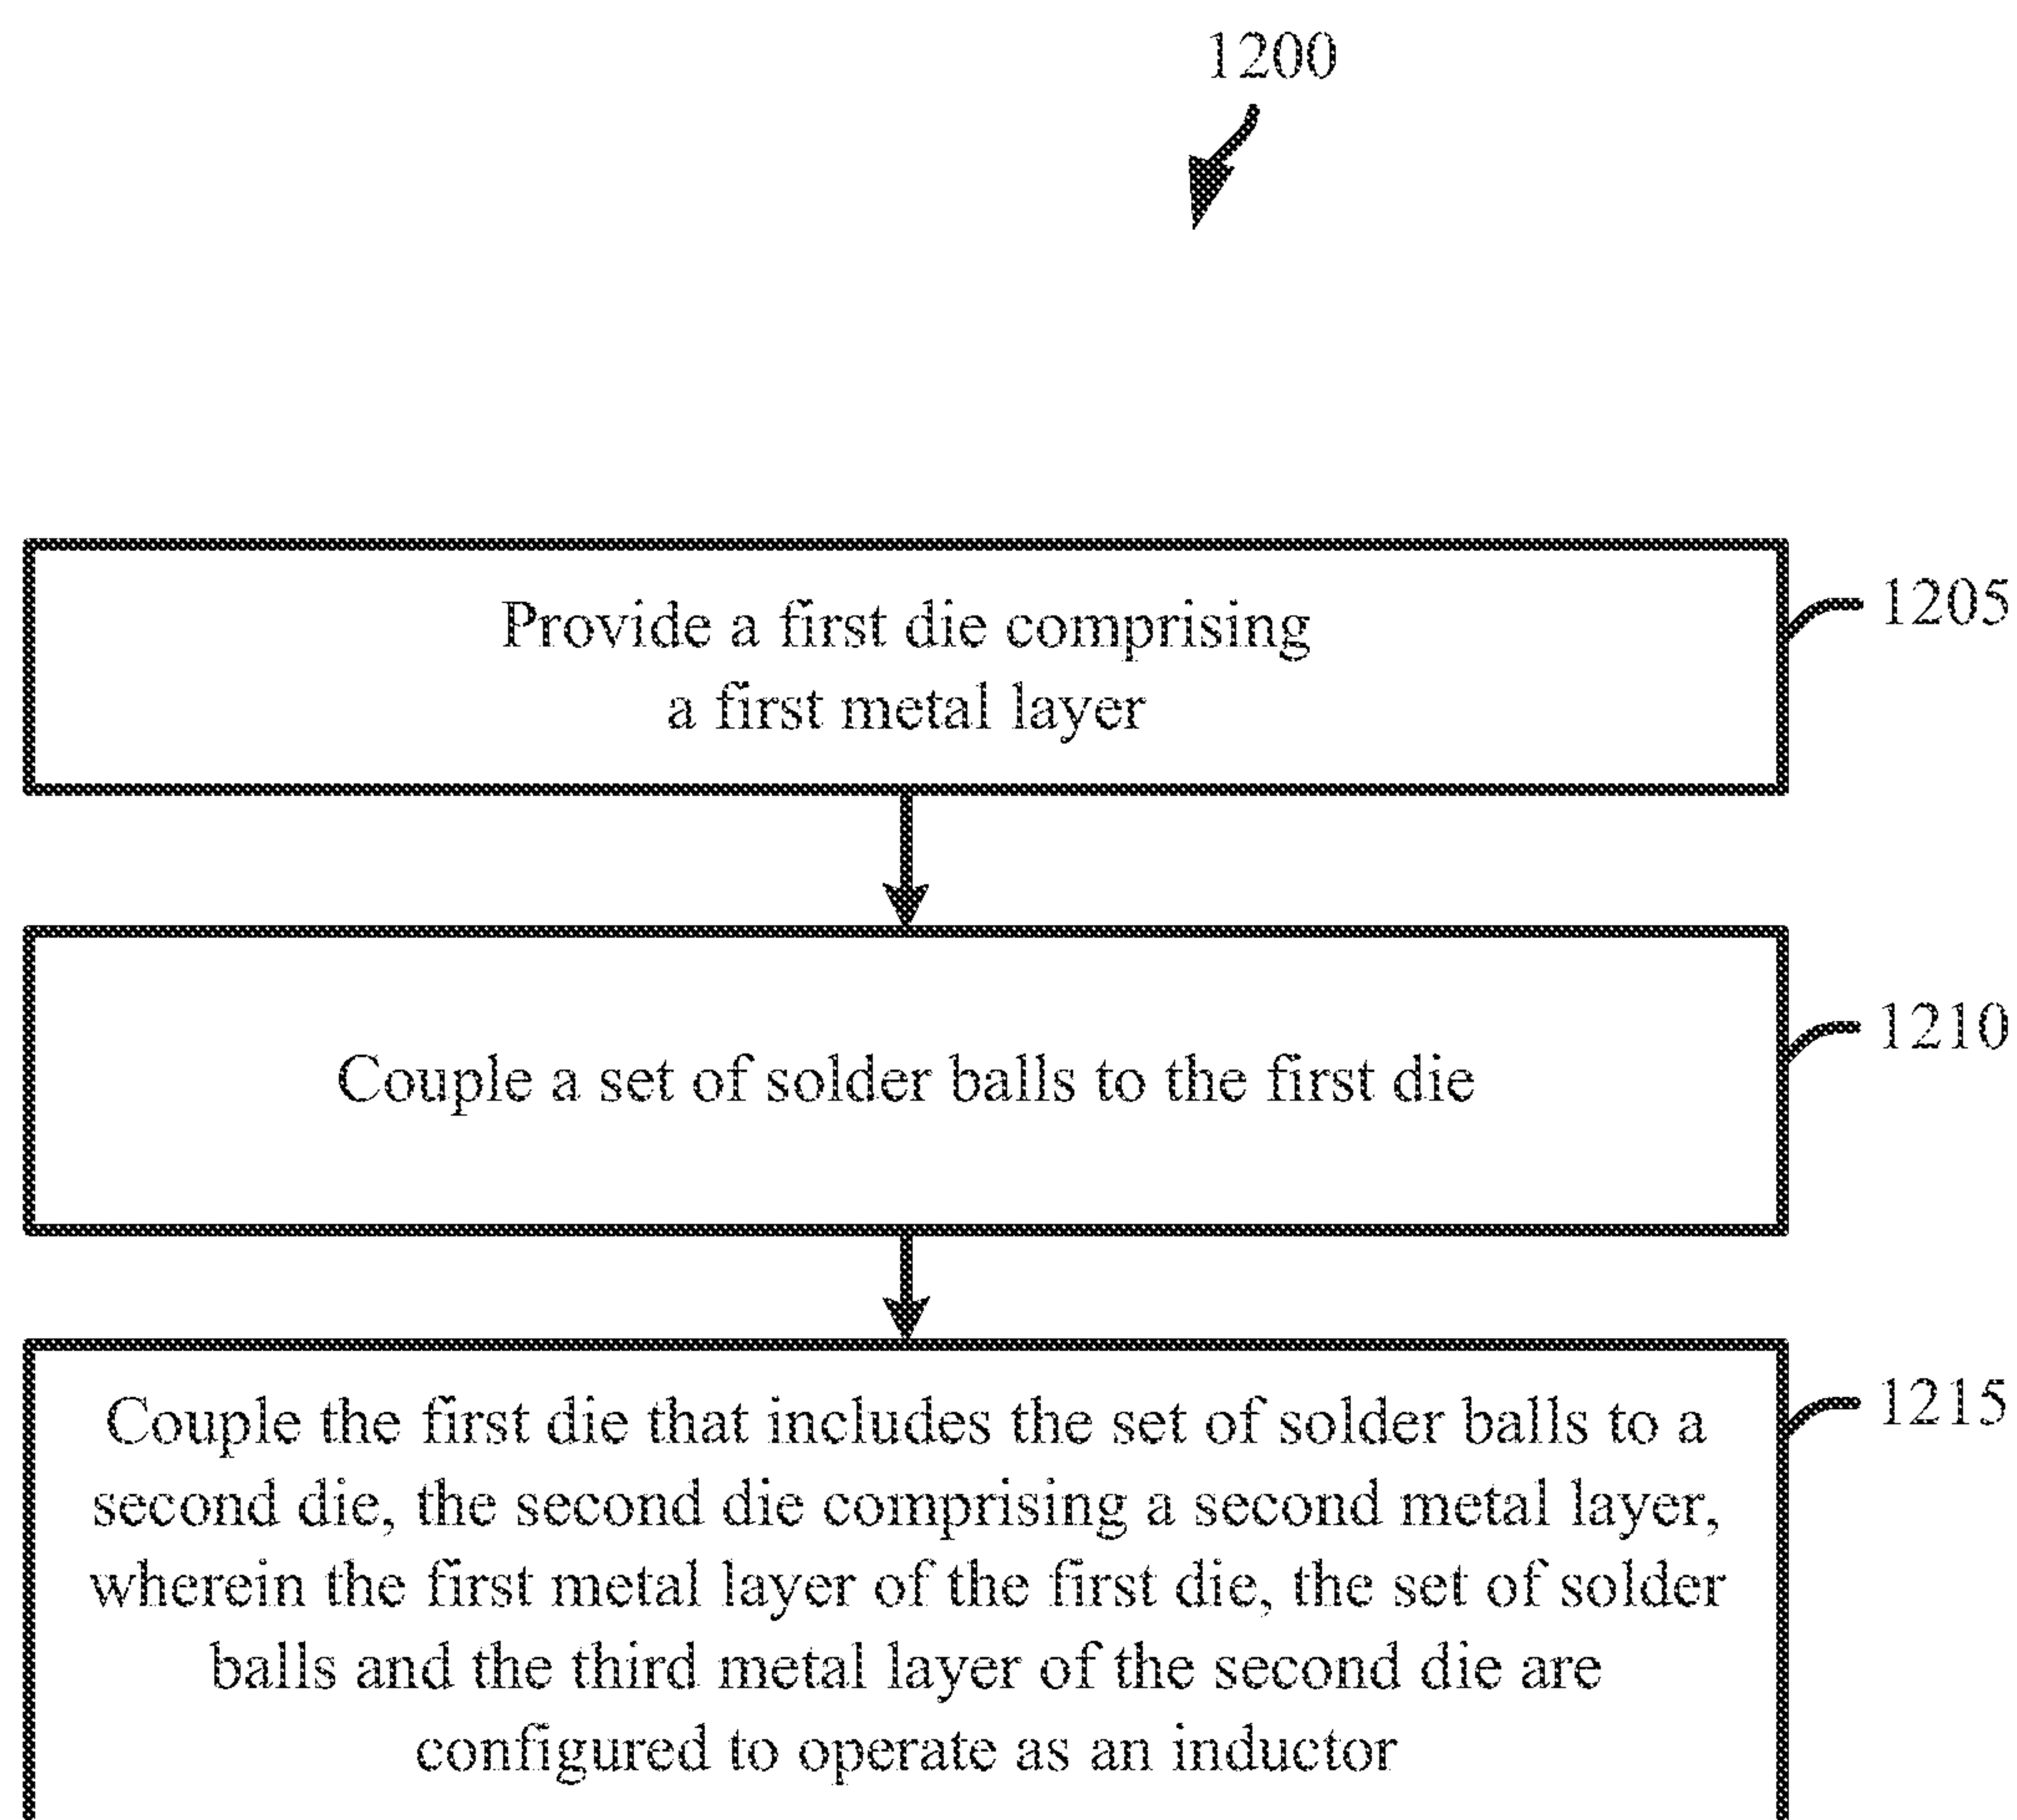 1200
Provide a first die comprising
a first metal layer
1205
Couple a set of solder balls to the first die
1210
Couple the first die that includes the set of solder balls to a
second die, the second die comprising a second metal layer,
wherein the first metal layer of the first die, the set of solder
balls and the third metal layer of the second die are
configured to operate as an inductor
1215